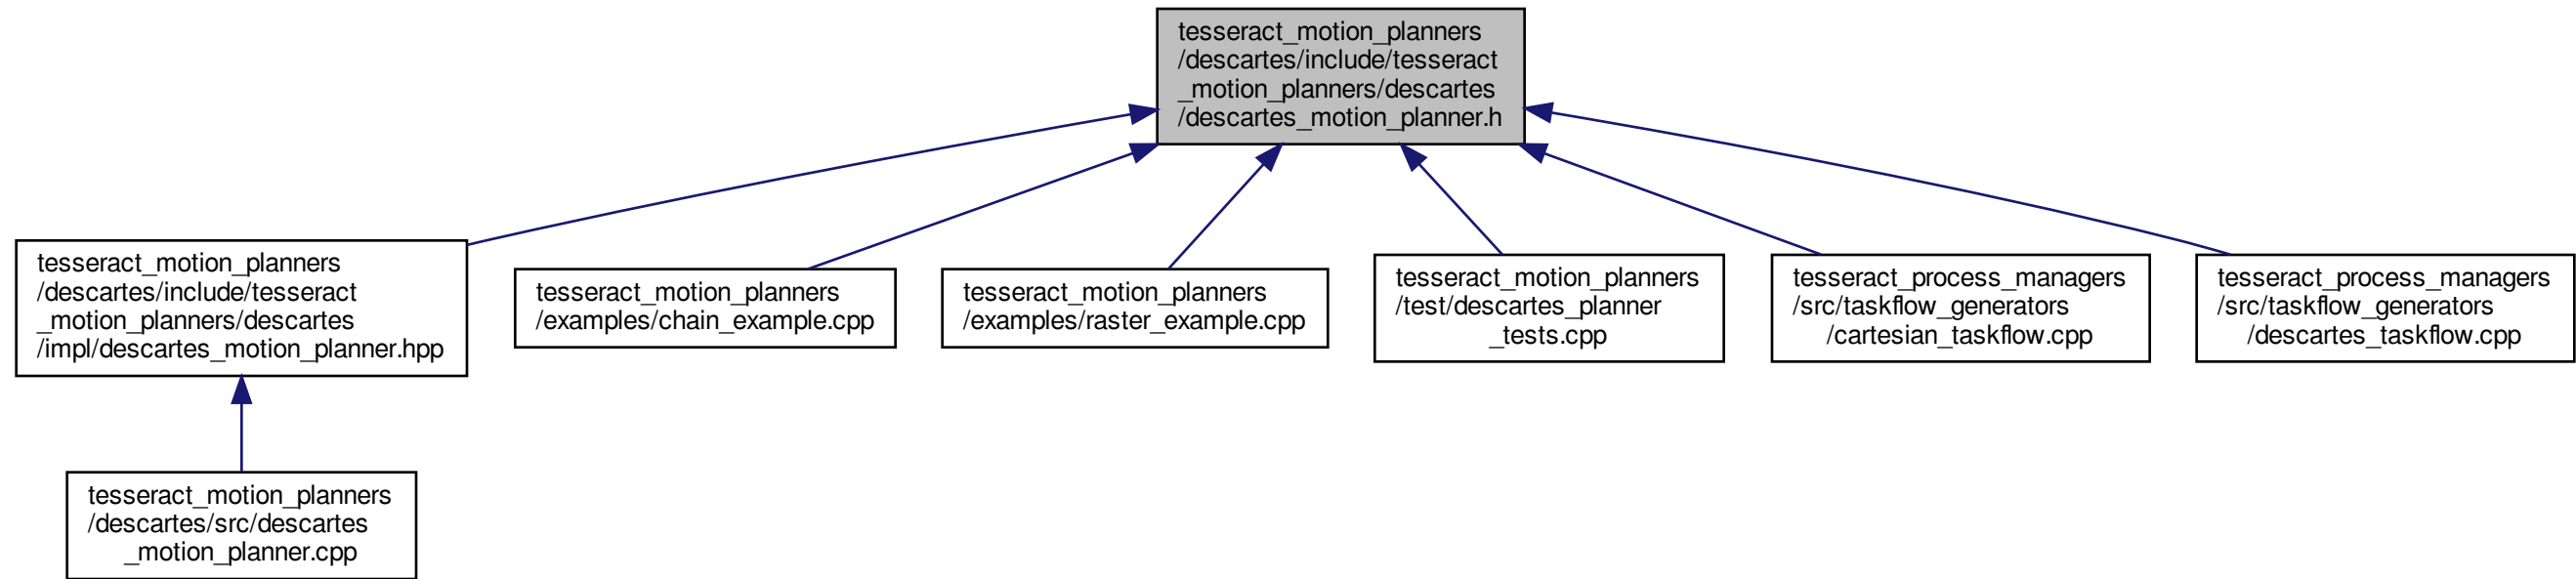 tesseract_motion_planners
/descartes/include/tesseract
_motion_planners/descartes
/descartes_motion_planner.h
tesseract_motion_planners
/descartes/include/tesseract
_motion_planners/descartes
/impl/descartes_motion_planner.hpp
tesseract_motion_planners
/examples/chain_example.cpp
tesseract_motion_planners
/examples/raster_example.cpp
tesseract_motion_planners
/test/descartes_planner
_tests.cpp
tesseract_process_managers
/src/taskflow_generators
/cartesian_taskflow.cpp
tesseract_process_managers
/src/taskflow_generators
/descartes_taskflow.cpp
tesseract_motion_planners
/descartes/src/descartes
_motion_planner.cpp